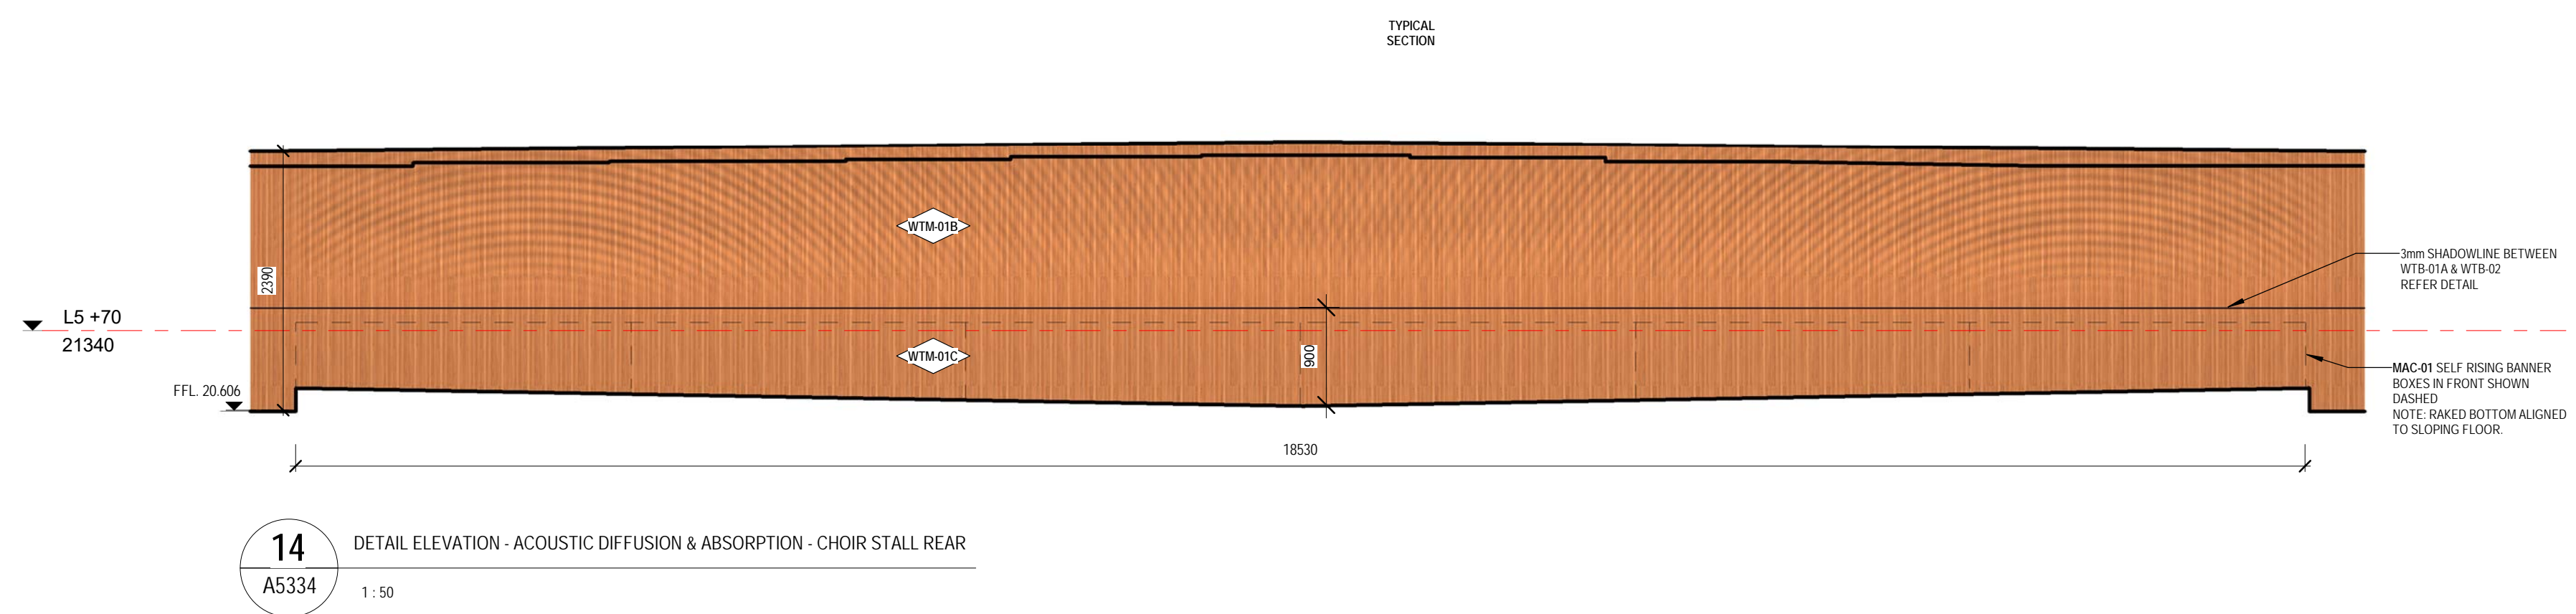 TYPICAL
SECTION
WTM-01B
2390
3mm SHADOWLINE BETWEEN
WTB-01A & WTB-02
REFER DETAIL
L5 +70
21340
WTM-01C
900
FFL. 20.606
MAC-01 SELF RISING BANNER
BOXES IN FRONT SHOWN
DASHED
NOTE: RAKED BOTTOM ALIGNED
TO SLOPING FLOOR.
18530
14
A5334
DETAIL ELEVATION - ACOUSTIC DIFFUSION & ABSORPTION - CHOIR STALL REAR
1 : 50